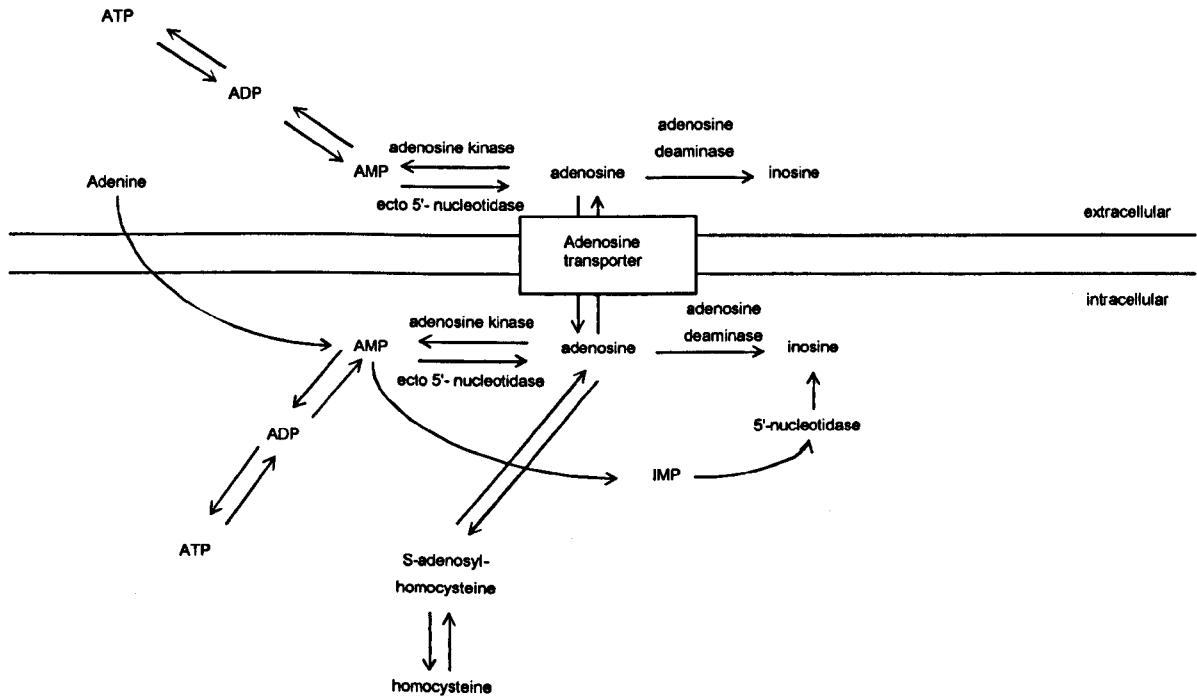 ATP
ADP
adenosine
deaminase
adenosine kinase
AMP
adenosine
inosine
Adenine
ecto 5'- nucleotidase
extracellular
Adenosine
transporter
intracellular
adenosine
deaminase
adenosine kinase
AMP
adenosine
inosine
ecto 5'- nucleotidase
ADP
5'-nucleotidase
IMP
ATP
S-adenosyl-
homocysteine
homocysteine